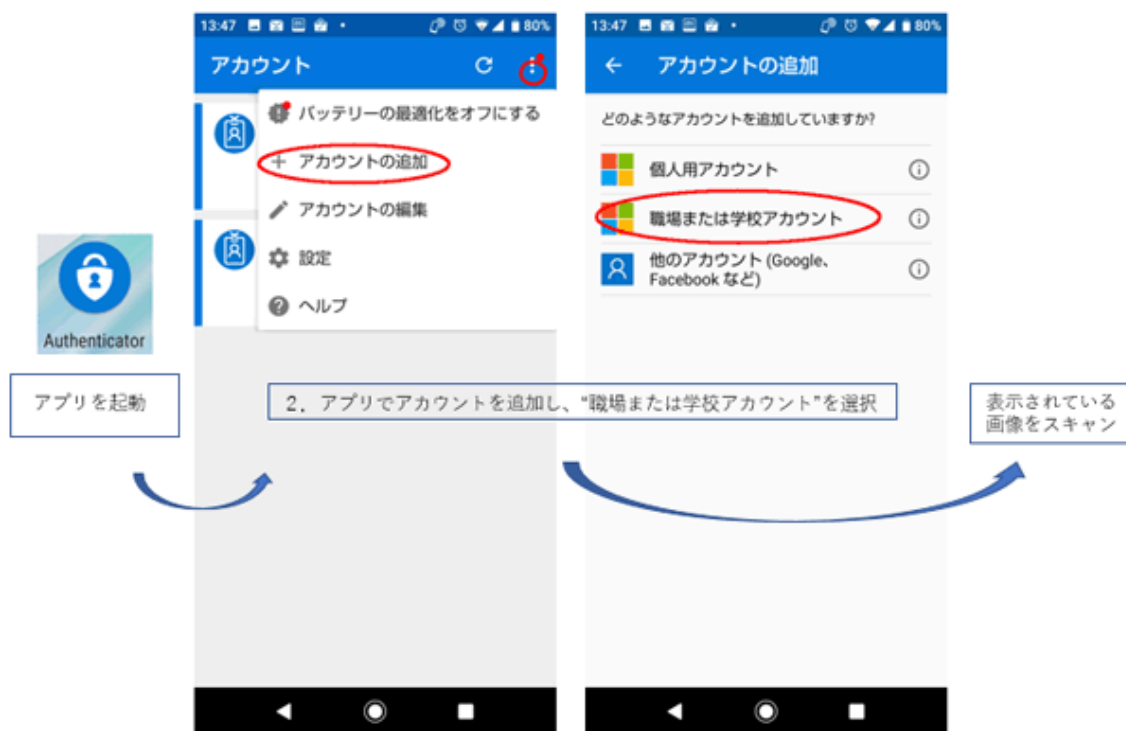 13:47
80%
アカウント
バッテリーの最適化をオフにする
アカウントの追加
アカウントの編集
設定
ヘルプ
13:47
80%
アカウントの追加
どのようなアカウントを追加していますか?
個人用アカウント
職場または学校アカウント
他のアカウント (Google、
Facebook など)
Authenticator
アプリを起動
2．アプリでアカウントを追加し、“職場または学校アカウント”を選択
表示されている
画像をスキャン